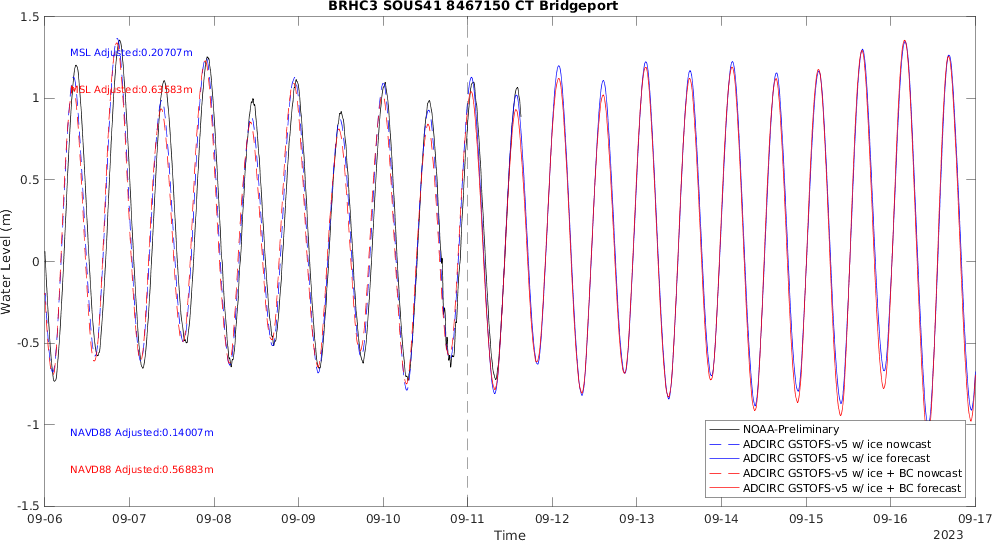 BRHC3 SOUS41 8467150 CT Bridgeport
1.5
MSL Adjusted:0.20707m
MSL Adjusted:0.63583m
1
0.5
0
-0.5
-1
-1.5
Water Level (m)
NAVD88 Adjusted:0.14007m
NAVD88 Adjusted:0.56883m
NOAA-Preliminary
ADCIRC GSTOFS-v5 w/ ice nowcast
ADCIRC GSTOFS-v5 w/ ice forecast
ADCIRC GSTOFS-v5 w/ ice + BC nowcast
ADCIRC GSTOFS-v5 w/ ice + BC forecast
09-06 09-07 09-08 09-09 09-10 09-11 09-12 09-13 09-14 09-15 09-16 09-17
Time
2023